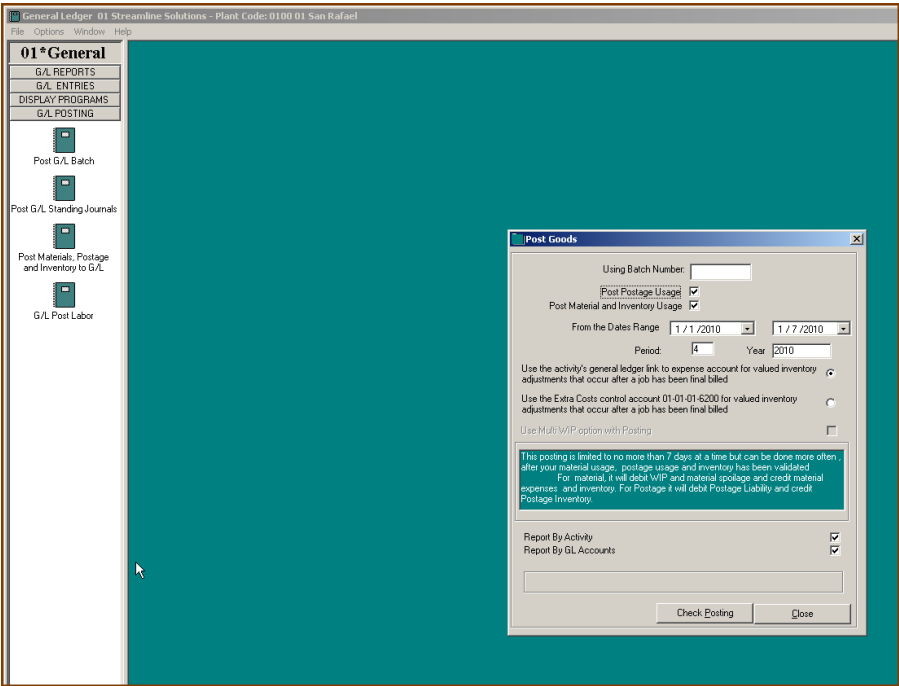 General Ledger 01 Streamline Solutions - Plant Code: 0100 01 San Rafael
File Options Window Help
01*General
G/L REPORTS
G/L ENTRIES
DISPLAY PROGRAMS
G/L POSTING
Post G/L Batch
Post G/L Standing Journals
Post Materials, Postage
and Inventory to G/L
G/L Post Labor
Post Goods
Using Batch Number:
Post Postage Usage
Post Material and Inventory Usage
From the Dates Range 1 / 1 /2010 1 / 7 /2010
Period: 4 Year 2010
Use the activity's general ledger link to expense account for valued inventory
adjustments that occur after a job has been final billed
Use the Extra Costs control account 01-01-01-6200 for valued inventory
adjustments that occur after a job has been final billed
Use Multi WIP option with Posting
This posting is limited to no more than 7 days at a time but can be done more often ,
after your material usage, postage usage and inventory has been validated
For material, it will debit WIP and material spoilage and credit material
expenses and inventory. For Postage it will debit Postage Liability and credit
Postage Inventory.
Report By Activity
Report By GL Accounts
Check Posting Close